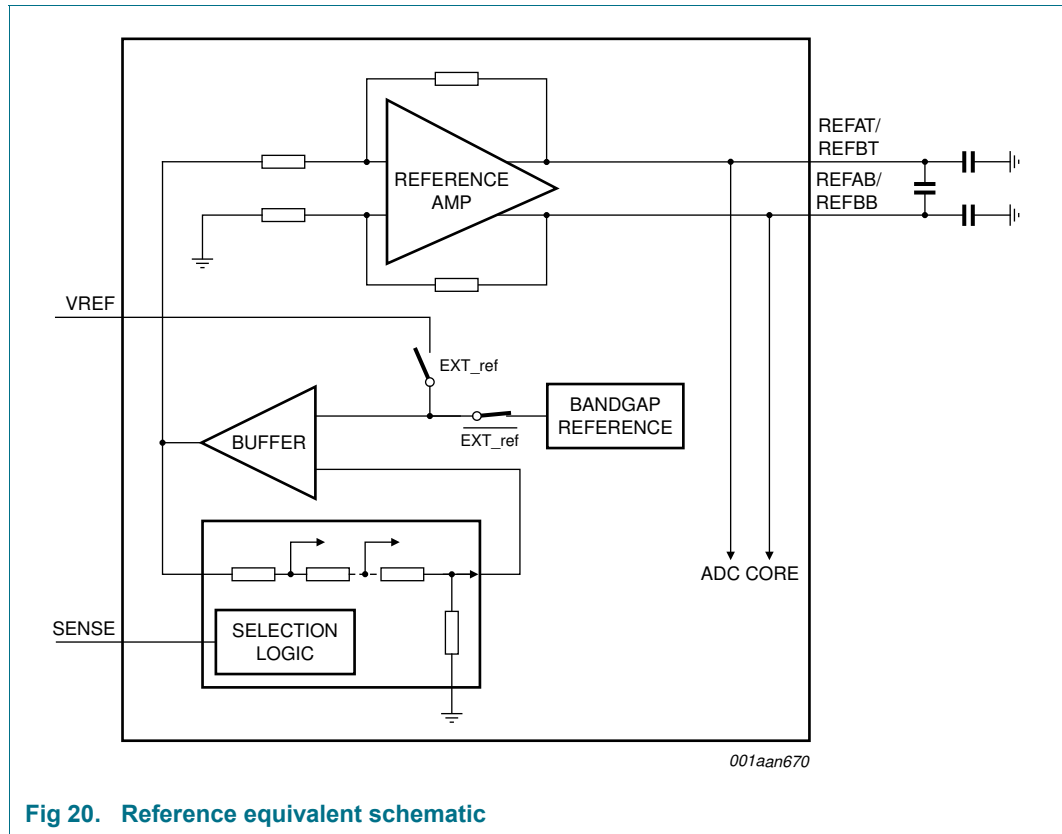 REFAT/
REFBT
REFERENCE
AMP
REFAB/
REFBB
VREF
EXT_ref
BANDGAP
REFERENCE
BUFFER
EXT_ref
ADC CORE
SENSE
SELECTION
LOGIC
001aan670
Fig 20. Reference equivalent schematic